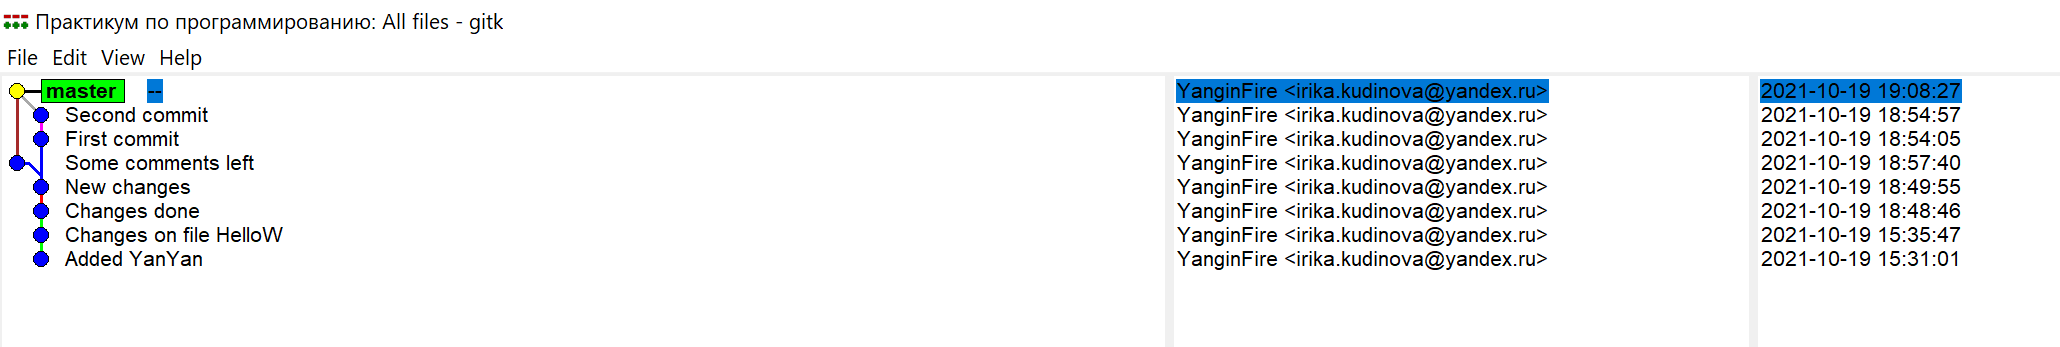 Практикум по программированию: All files - gitk
File Edit View Help
master -- YanginFire <irika.kudinova@yandex.ru> 2021-10-19 19:08:27
Second commit YanginFire <irika.kudinova@yandex.ru> 2021-10-19 18:54:57
First commit YanginFire <irika.kudinova@yandex.ru> 2021-10-19 18:54:05
Some comments left YanginFire <irika.kudinova@yandex.ru> 2021-10-19 18:57:40
New changes YanginFire <irika.kudinova@yandex.ru> 2021-10-19 18:49:55
Changes done YanginFire <irika.kudinova@yandex.ru> 2021-10-19 18:48:46
Changes on file HelloW YanginFire <irika.kudinova@yandex.ru> 2021-10-19 15:35:47
Added YanYan YanginFire <irika.kudinova@yandex.ru> 2021-10-19 15:31:01